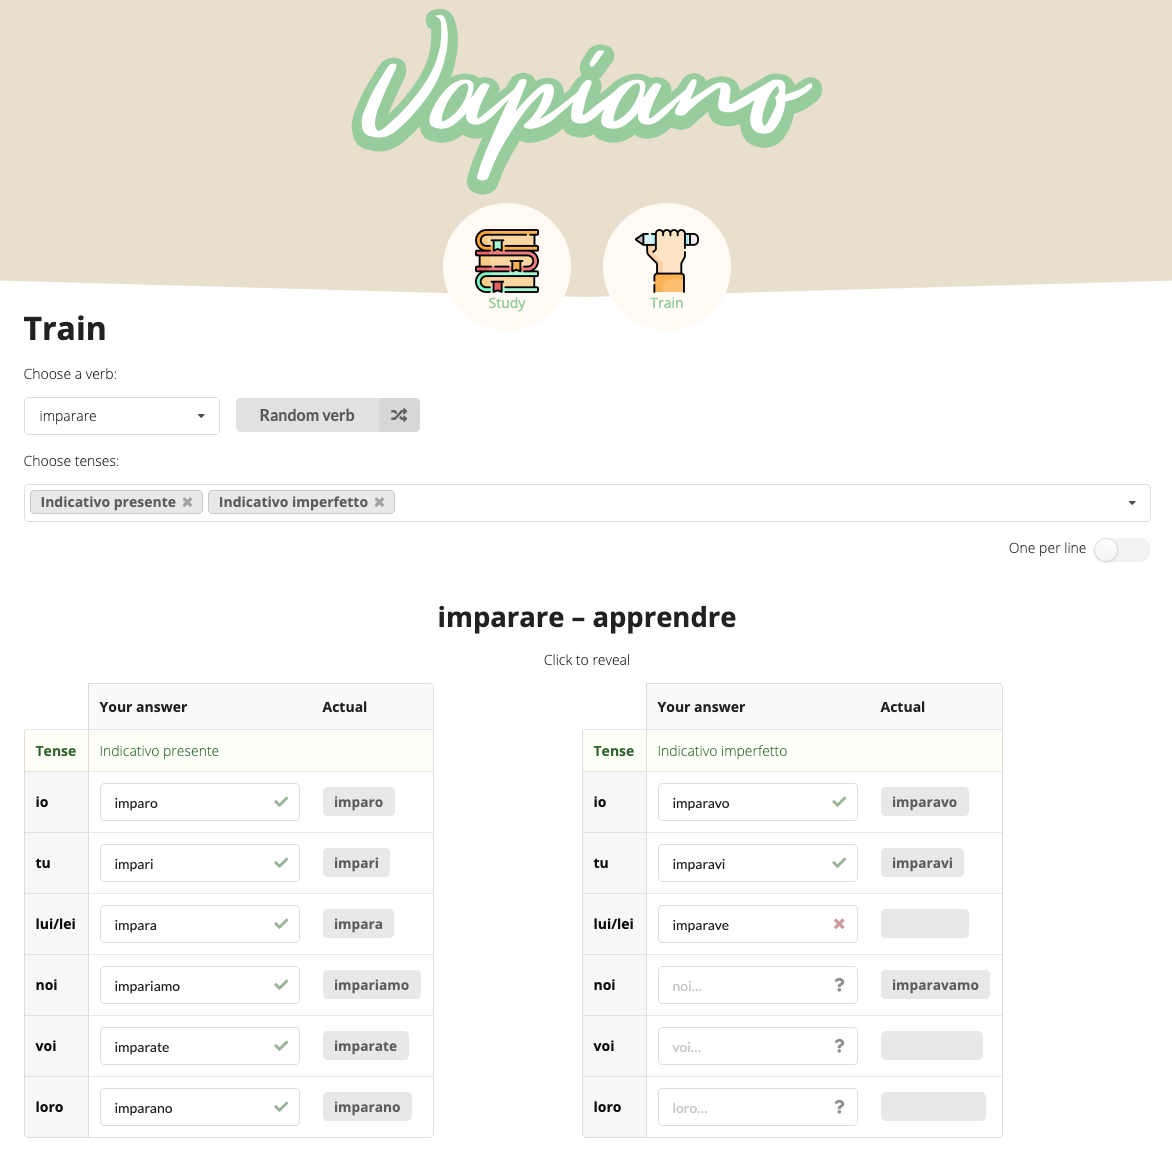 Vapiano
Study Train
Train
Choose a verb:
imparare Random verb
Choose tenses:
Indicativo presente Indicativo imperfetto
One per line
imparare – apprendre
Click to reveal
Your answer Actual
Tense Indicativo presente
io imparo imparo
tu impari impari
lui/lei impara impara
noi impariamo impariamo
voi imparate imparate
loro imparano imparano
Your answer Actual
Tense Indicativo imperfetto
io imparavo imparavo
tu imparavi imparavi
lui/lei imparave
noi noi... ? imparavamo
voi voi... ?
loro loro... ?